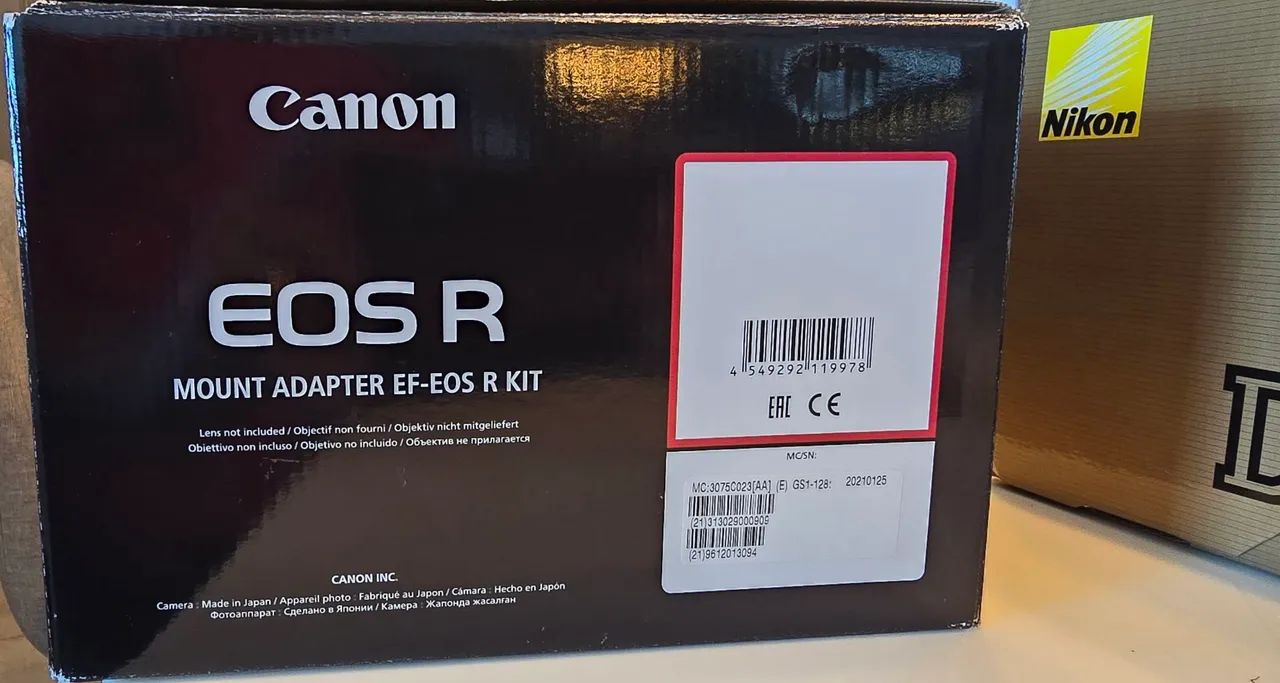 Canon
EOS R
MOUNT ADAPTER EF-EOS R KIT
Lens not included / Objectif non fourni / Objektiv nicht mitgeliefert
Obiettivo non incluso / Objetivo no incluido / Объектив не прилагается
CANON INC.
Camera : Made in Japan / Appareil photo : Fabriqué au Japon / Cámara : Hecho en Japón
Фотоаппарат : Сделано в Японии / Камера : Жапонда жасалған
4 549292 119978
EAC CE
MC/SN:
MC:3075C023[AA] (E) GS1-128: 20210125
(21)313029000909
(21)9612013094
Nikon
D